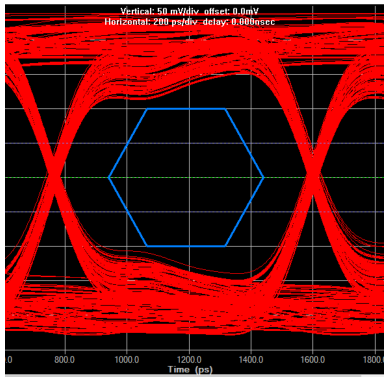 Vertical: 50 mV/div offset: 0.0mV
Horizontal: 200 ps/div delay: 0.000nsec
.0 800.0 1000.0 1200.0 1400.0 1600.0 1800.0
Time (ps)